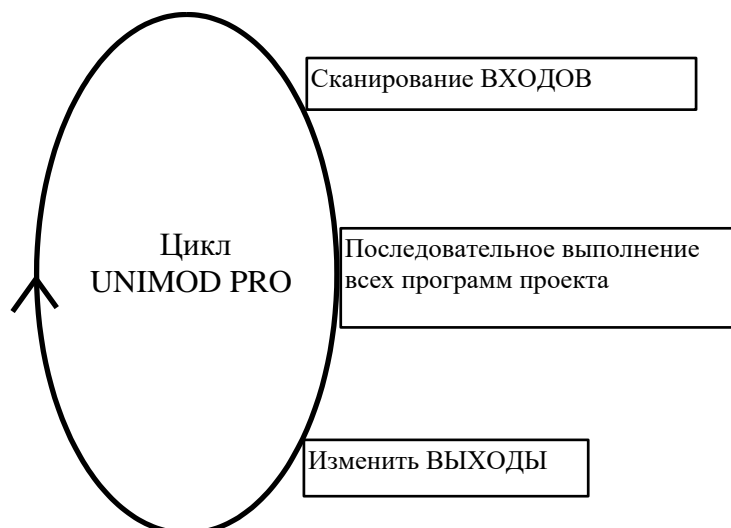 Сканирование ВХОДОВ
Цикл
UNIMOD PRO
Последовательное выполнение
всех программ проекта
Изменить ВЫХОДЫ